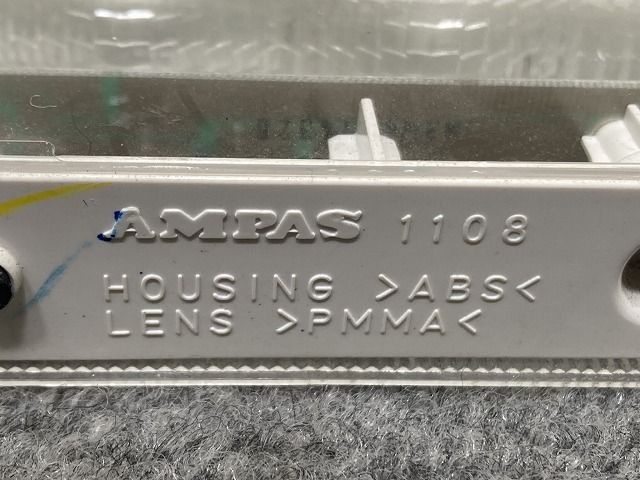 AMPAS 1108
HOUSING >ABS<
LENS >PMMA<